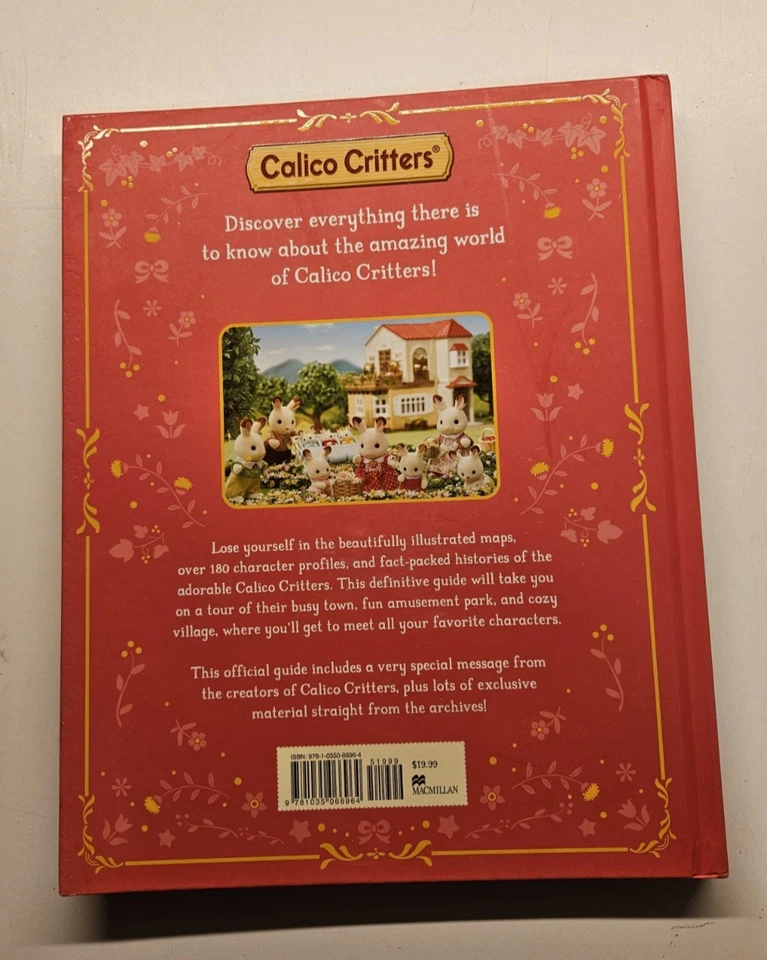 Calico Critters®
Discover everything there is
to know about the amazing world
of Calico Critters!
Lose yourself in the beautifully illustrated maps,
over 180 character profiles, and fact-packed histories of the
adorable Calico Critters. This definitive guide will take you
on a tour of their busy town, fun amusement park, and cozy
village, where you'll get to meet all your favorite characters.
This official guide includes a very special message from
the creators of Calico Critters, plus lots of exclusive
material straight from the archives!
ISBN: 978-1-0350-6696-4
51999
$19.99
MACMILLAN
9 781035 066964